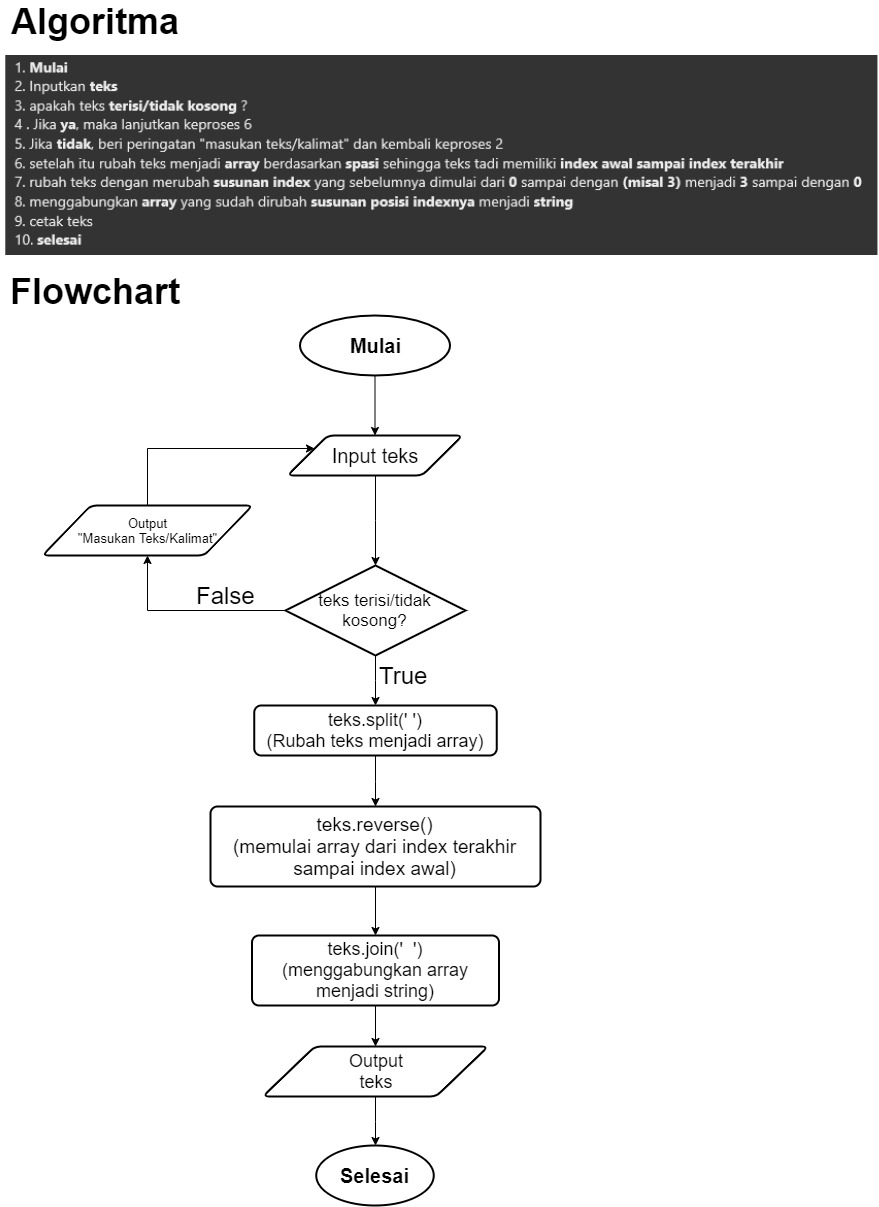 Algoritma
1. Mulai
2. Inputkan teks
3. apakah teks terisi/tidak kosong ?
4 . Jika ya, maka lanjutkan keproses 6
5. Jika tidak, beri peringatan "masukan teks/kalimat" dan kembali keproses 2
6. setelah itu rubah teks menjadi array berdasarkan spasi sehingga teks tadi memiliki index awal sampai index terakhir
7. rubah teks dengan merubah susunan index yang sebelumnya dimulai dari 0 sampai dengan (misal 3) menjadi 3 sampai dengan 0
8. menggabungkan array yang sudah dirubah susunan posisi indexnya menjadi string
9. cetak teks
10. selesai
Flowchart
Mulai
Input teks
Output
"Masukan Teks/Kalimat"
False
teks terisi/tidak
kosong?
True
teks.split(' ')
(Rubah teks menjadi array)
teks.reverse()
(memulai array dari index terakhir
sampai index awal)
teks.join('  ')
(menggabungkan array
menjadi string)
Output
teks
Selesai